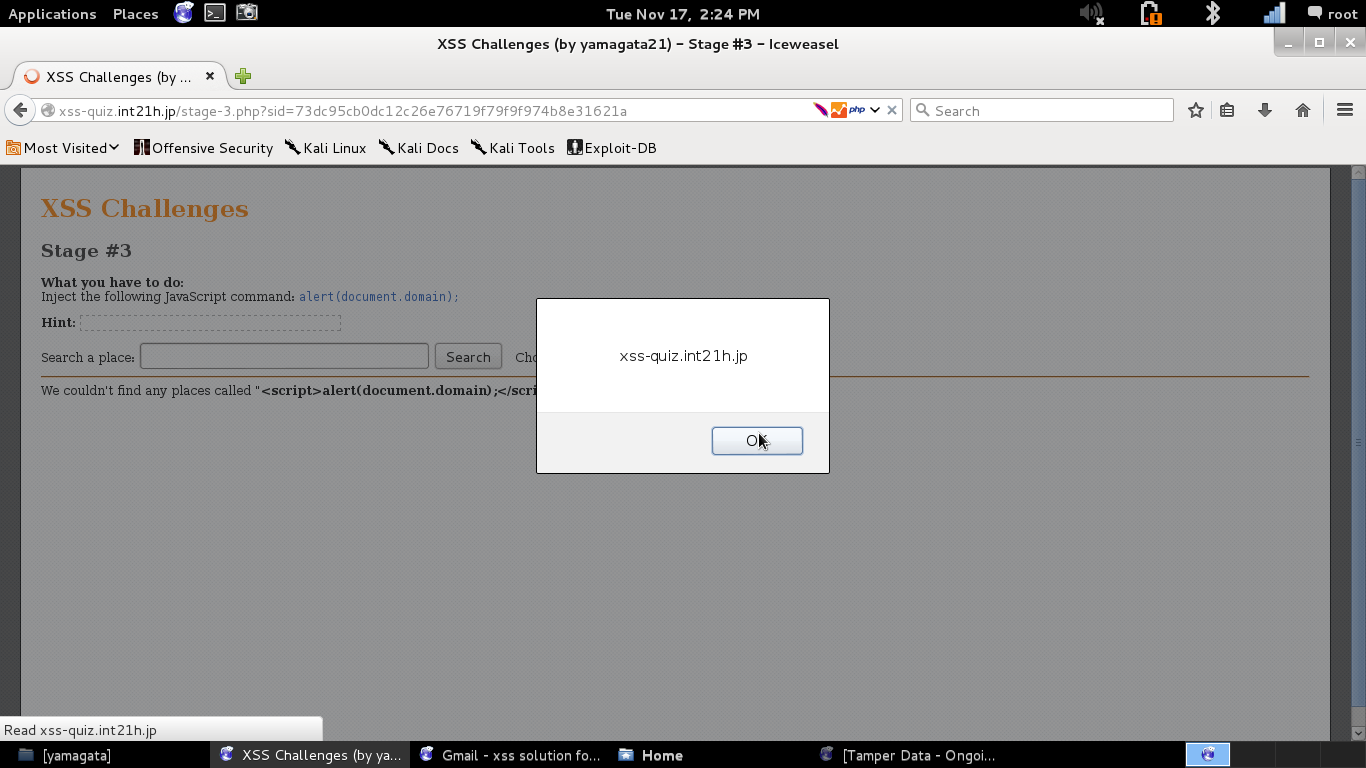 Applications Places Tue Nov 17, 2:24 PM root
XSS Challenges (by yamagata21) - Stage #3 - Iceweasel
XSS Challenges (by ...
xss-quiz.int21h.jp/stage-3.php?sid=73dc95cb0dc12c26e76719f79f9f974b8e31621a php Search
Most Visited Offensive Security Kali Linux Kali Docs Kali Tools Exploit-DB
XSS Challenges
Stage #3
What you have to do:
Inject the following JavaScript command: alert(document.domain);
Hint:
Search a place: Search Cho
We couldn't find any places called "<script>alert(document.domain);</scri
xss-quiz.int21h.jp
OK
Read xss-quiz.int21h.jp
[yamagata] XSS Challenges (by ya... Gmail - xss solution fo... Home [Tamper Data - Ongoi...